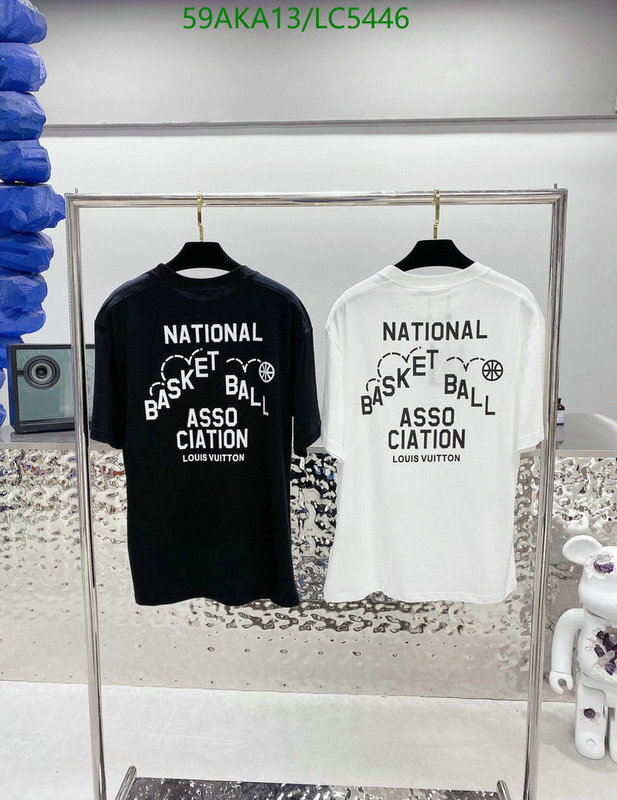 59AKA13/LC5446
NATIONAL
BASKET BALL
ASSO
CIATION
LOUIS VUITTON
NATIONAL
BASKET BALL
ASSO
CIATION
LOUIS VUITTON